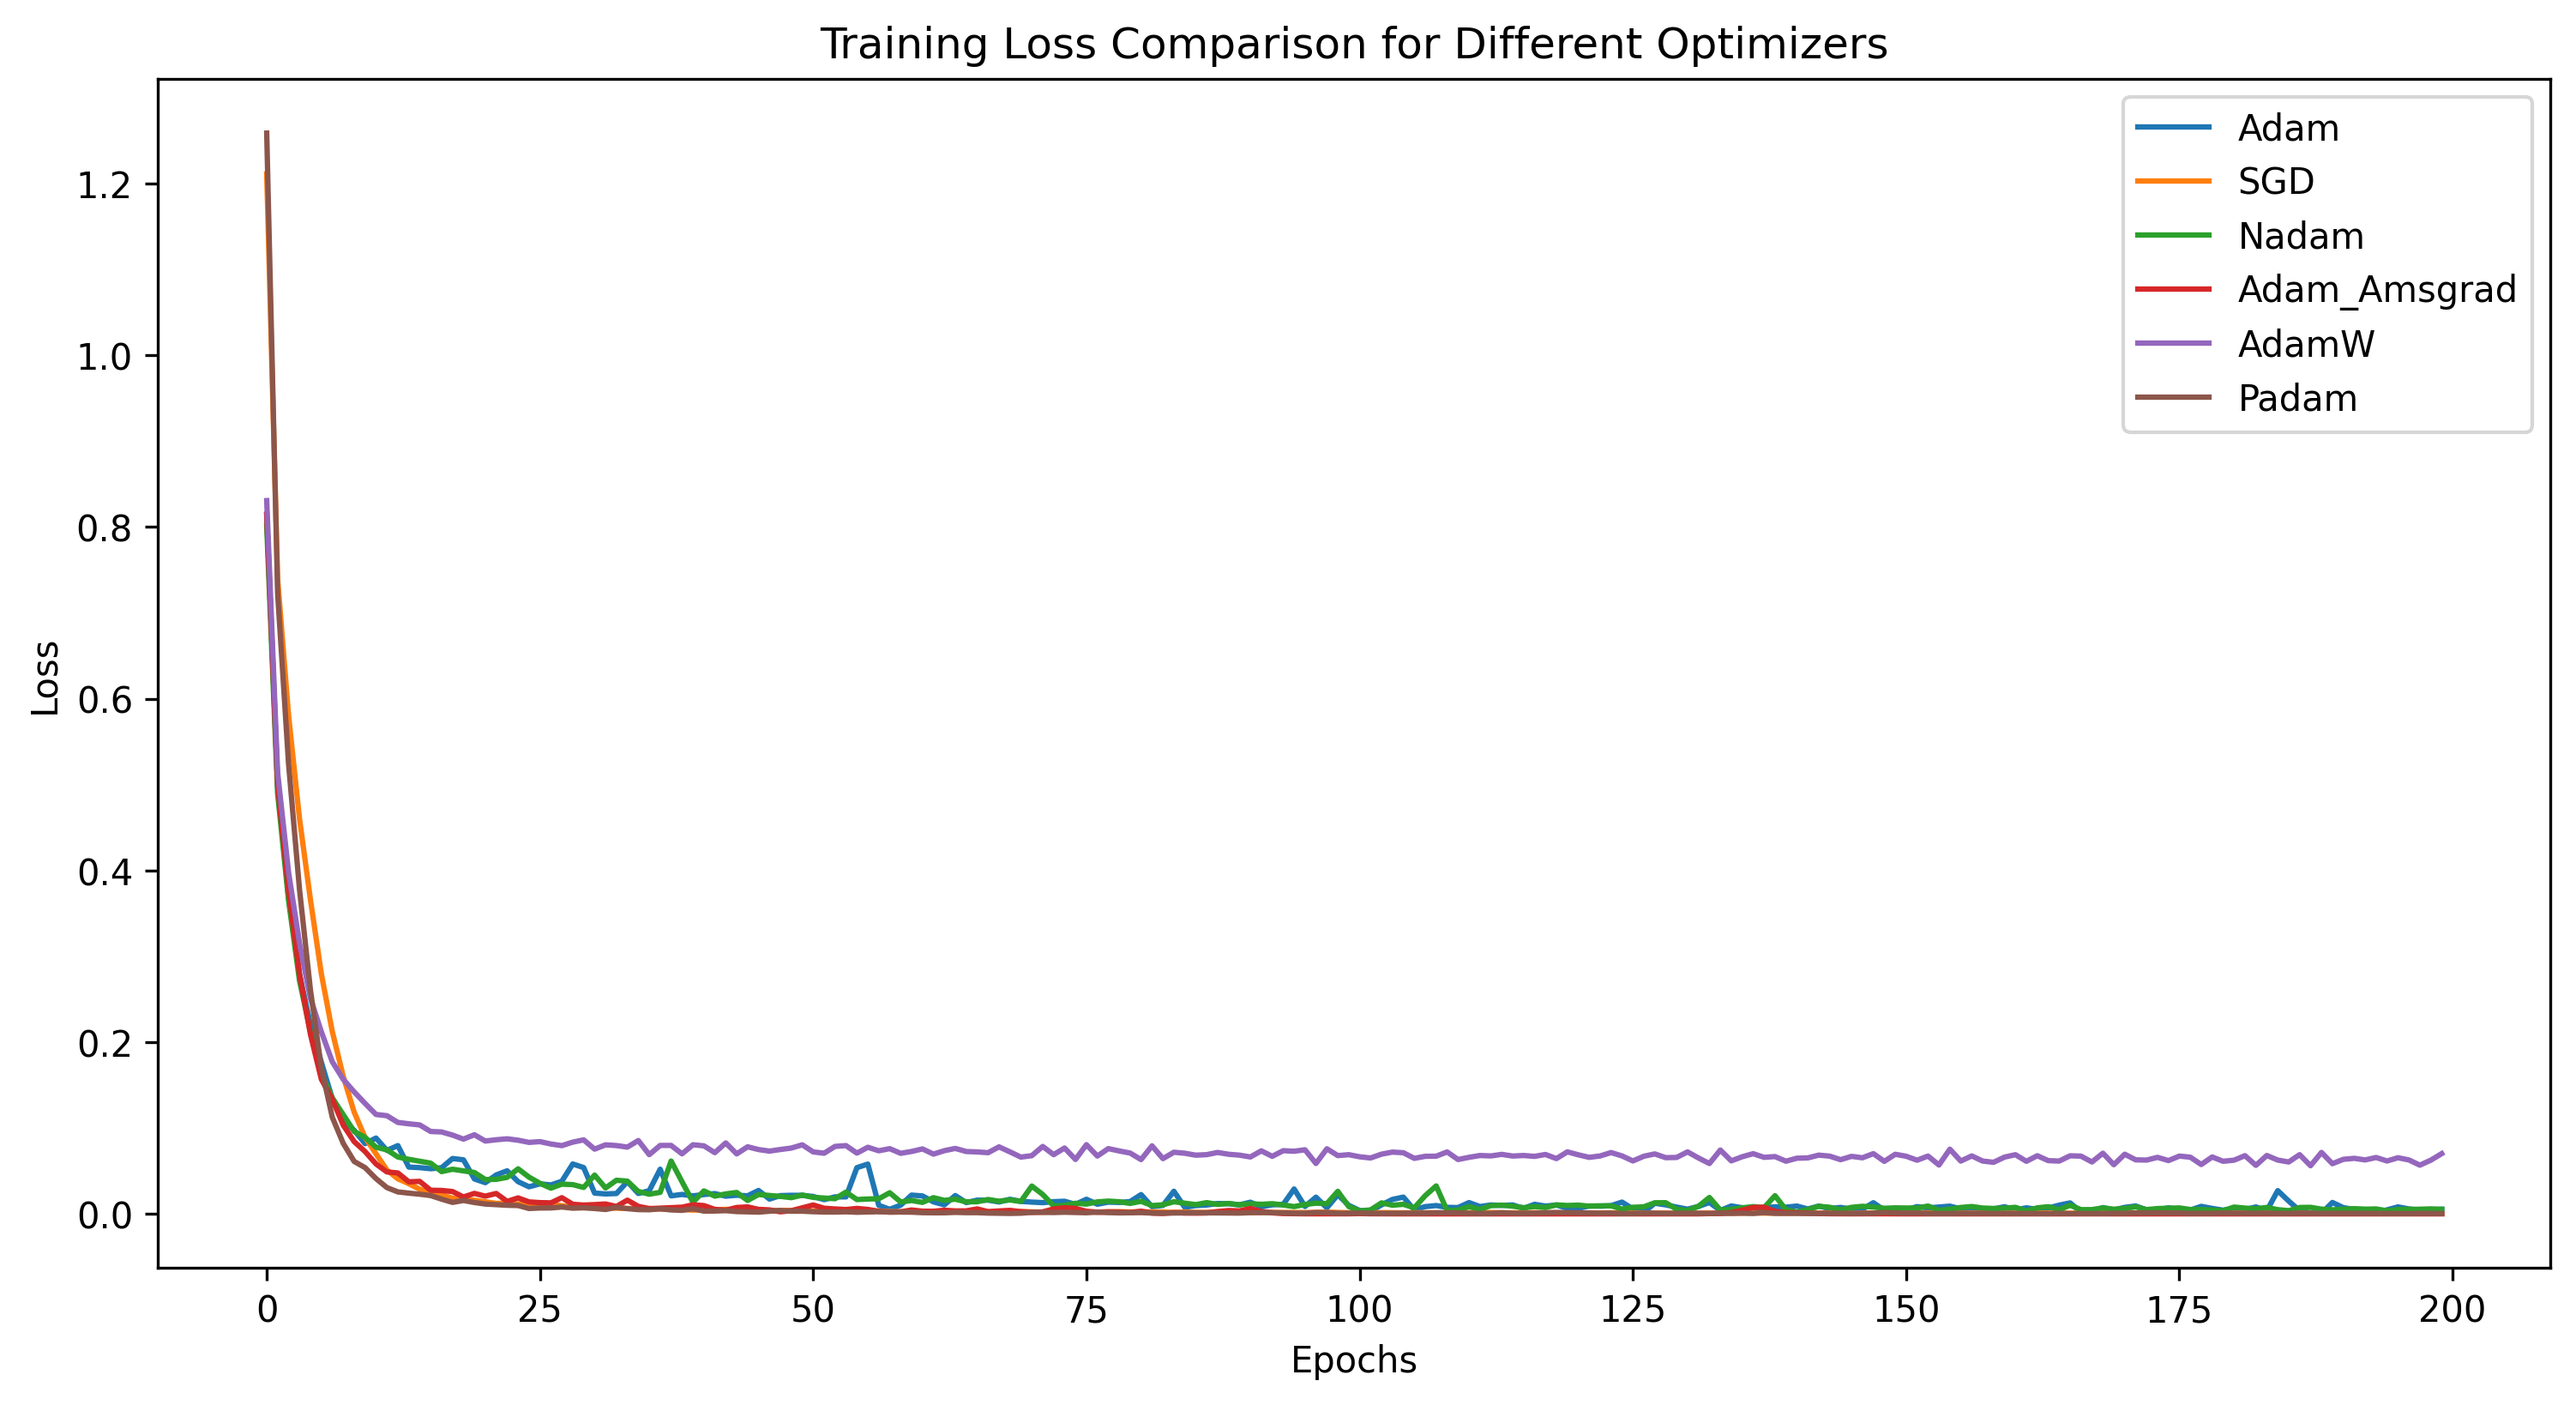 Training Loss Comparison for Different Optimizers
Adam
SGD
Nadam
Adam_Amsgrad
AdamW
Padam
Loss
1.2
1.0
0.8
0.6
0.4
0.2
0.0
0 25 50 75 100 125 150 175 200
Epochs